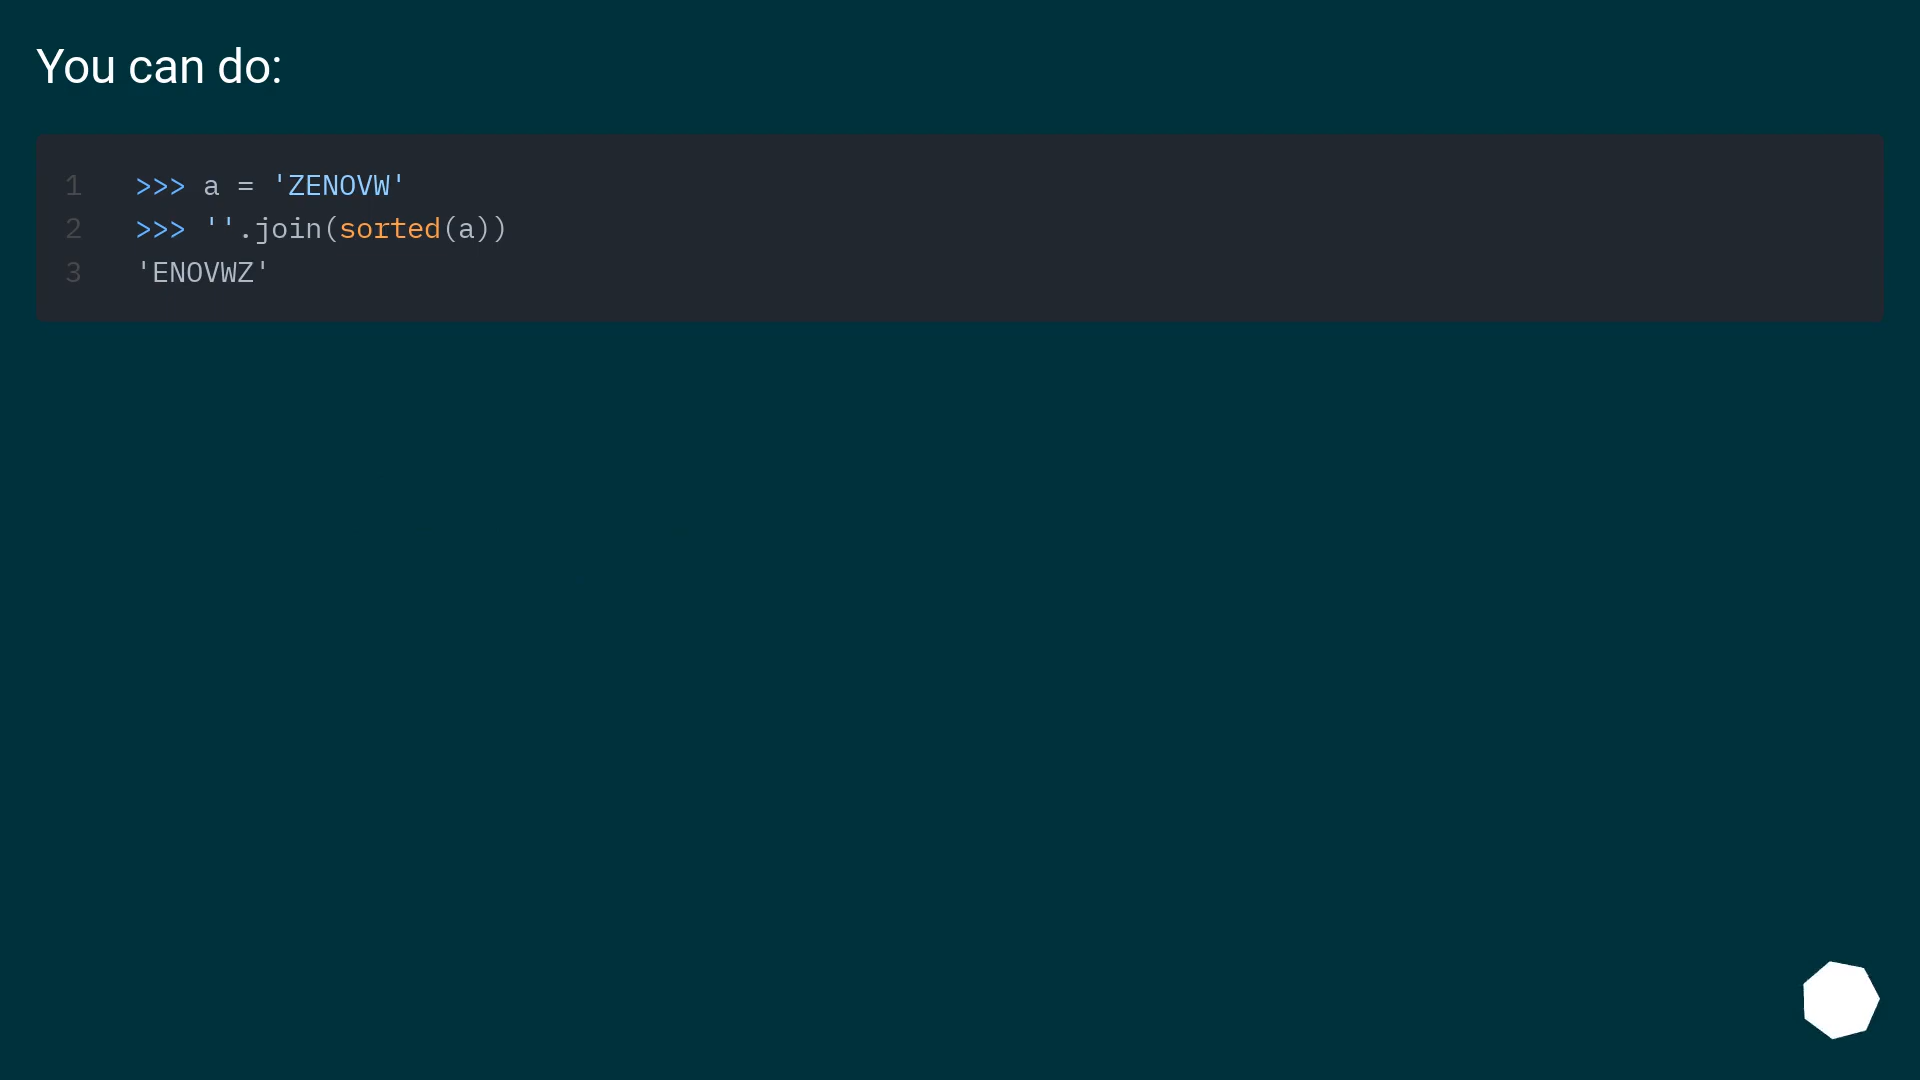 You can do:
1 >>> a = 'ZENOVW'
2 >>> ''.join(sorted(a))
3 'ENOVWZ'